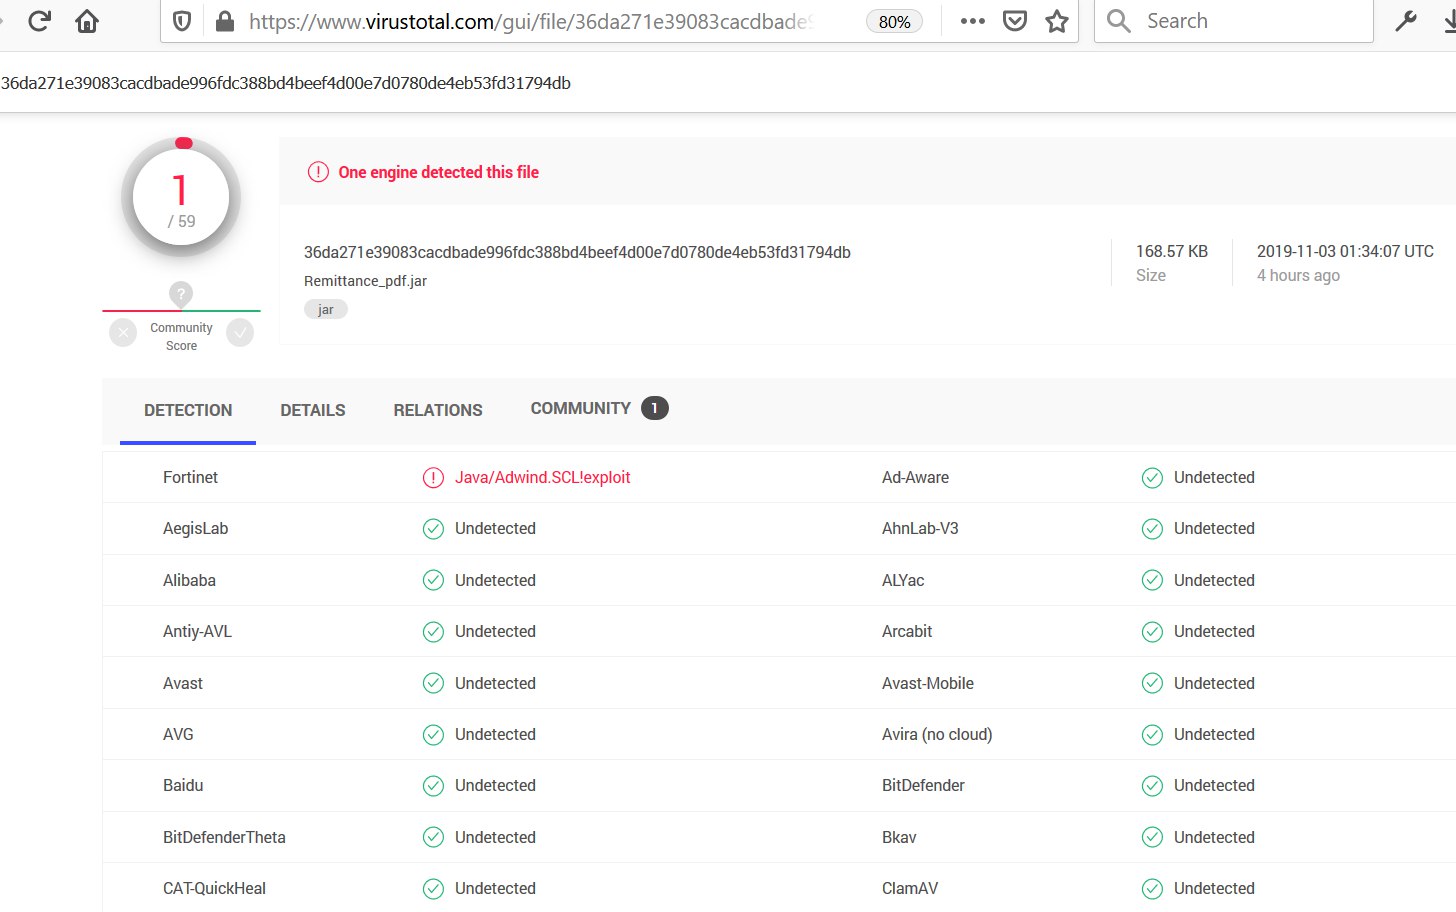 https://www.virustotal.com/gui/file/36da271e39083cacdbade9
80%
Search
36da271e39083cacdbade996fdc388bd4beef4d00e7d0780de4eb53fd31794db
1
/ 59
One engine detected this file
36da271e39083cacdbade996fdc388bd4beef4d00e7d0780de4eb53fd31794db
Remittance_pdf.jar
jar
168.57 KB
Size
2019-11-03 01:34:07 UTC
4 hours ago
?
Community
Score
DETECTION DETAILS RELATIONS COMMUNITY 1
Fortinet Java/Adwind.SCL!exploit Ad-Aware Undetected
AegisLab Undetected AhnLab-V3 Undetected
Alibaba Undetected ALYac Undetected
Antiy-AVL Undetected Arcabit Undetected
Avast Undetected Avast-Mobile Undetected
AVG Undetected Avira (no cloud) Undetected
Baidu Undetected BitDefender Undetected
BitDefenderTheta Undetected Bkav Undetected
CAT-QuickHeal Undetected ClamAV Undetected